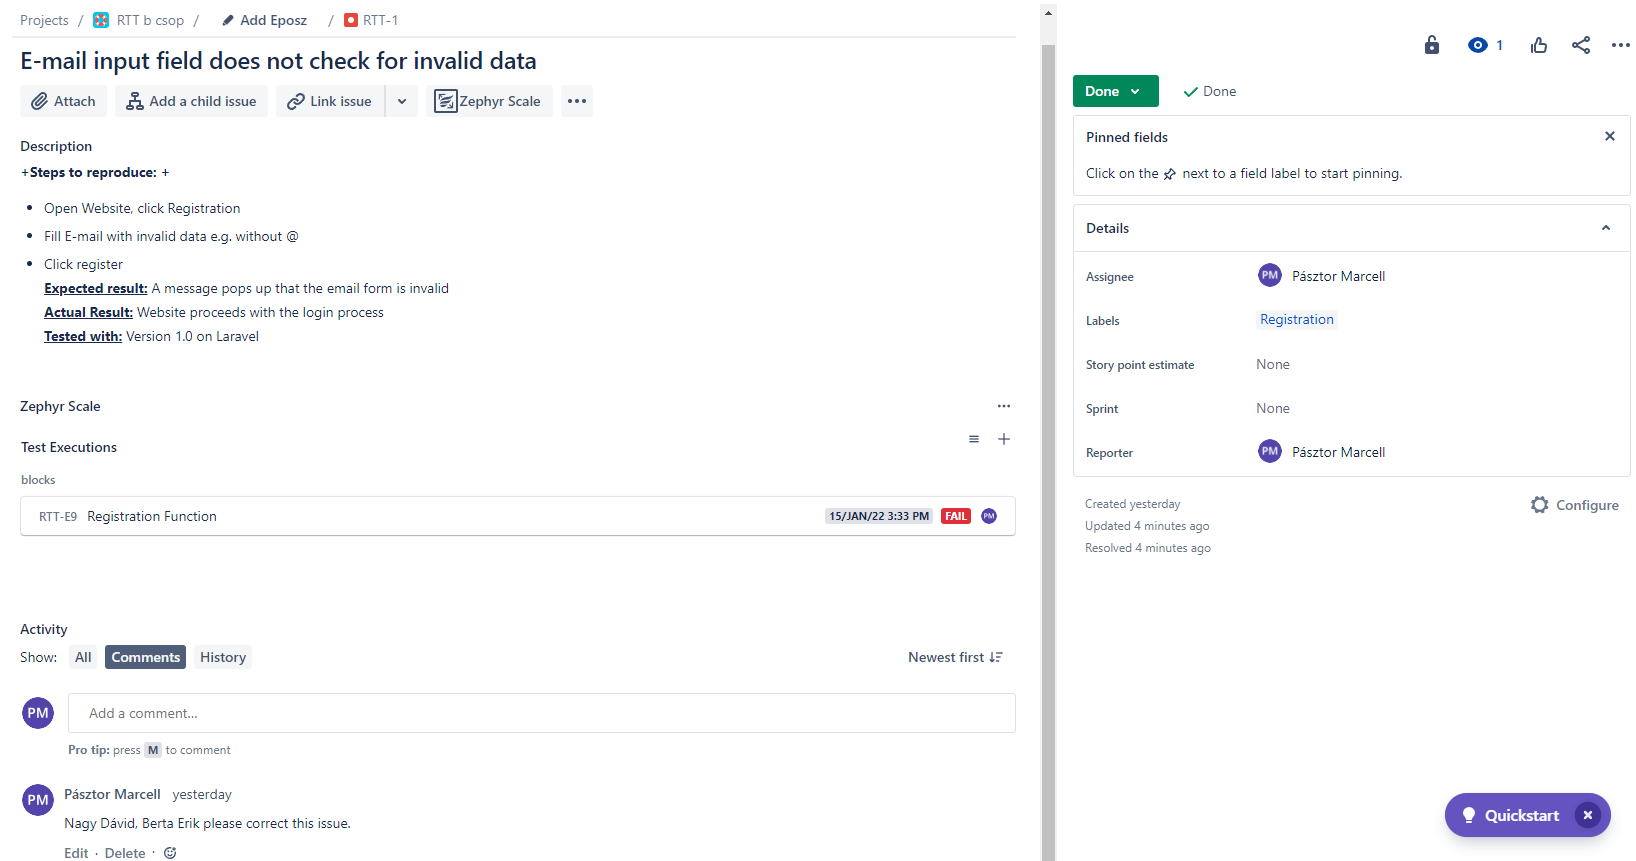 Projects / RTT b csop / Add Eposz / RTT-1
E-mail input field does not check for invalid data
Attach Add a child issue Link issue Zephyr Scale
Description
+Steps to reproduce: +
Open Website, click Registration
Fill E-mail with invalid data e.g. without @
Click register
Expected result: A message pops up that the email form is invalid
Actual Result: Website proceeds with the login process
Tested with: Version 1.0 on Laravel
Zephyr Scale
Test Executions
blocks
RTT-E9 Registration Function 15/JAN/22 3:33 PM FAIL PM
Activity
Show: All Comments History Newest first
PM Add a comment...
Pro tip: press M to comment
PM Pásztor Marcell yesterday
Nagy Dávid, Berta Erik please correct this issue.
Edit · Delete ·
1
Done Done
Pinned fields
Click on the next to a field label to start pinning.
Details
Assignee PM Pásztor Marcell
Labels Registration
Story point estimate None
Sprint None
Reporter PM Pásztor Marcell
Created yesterday
Configure
Updated 4 minutes ago
Resolved 4 minutes ago
Quickstart